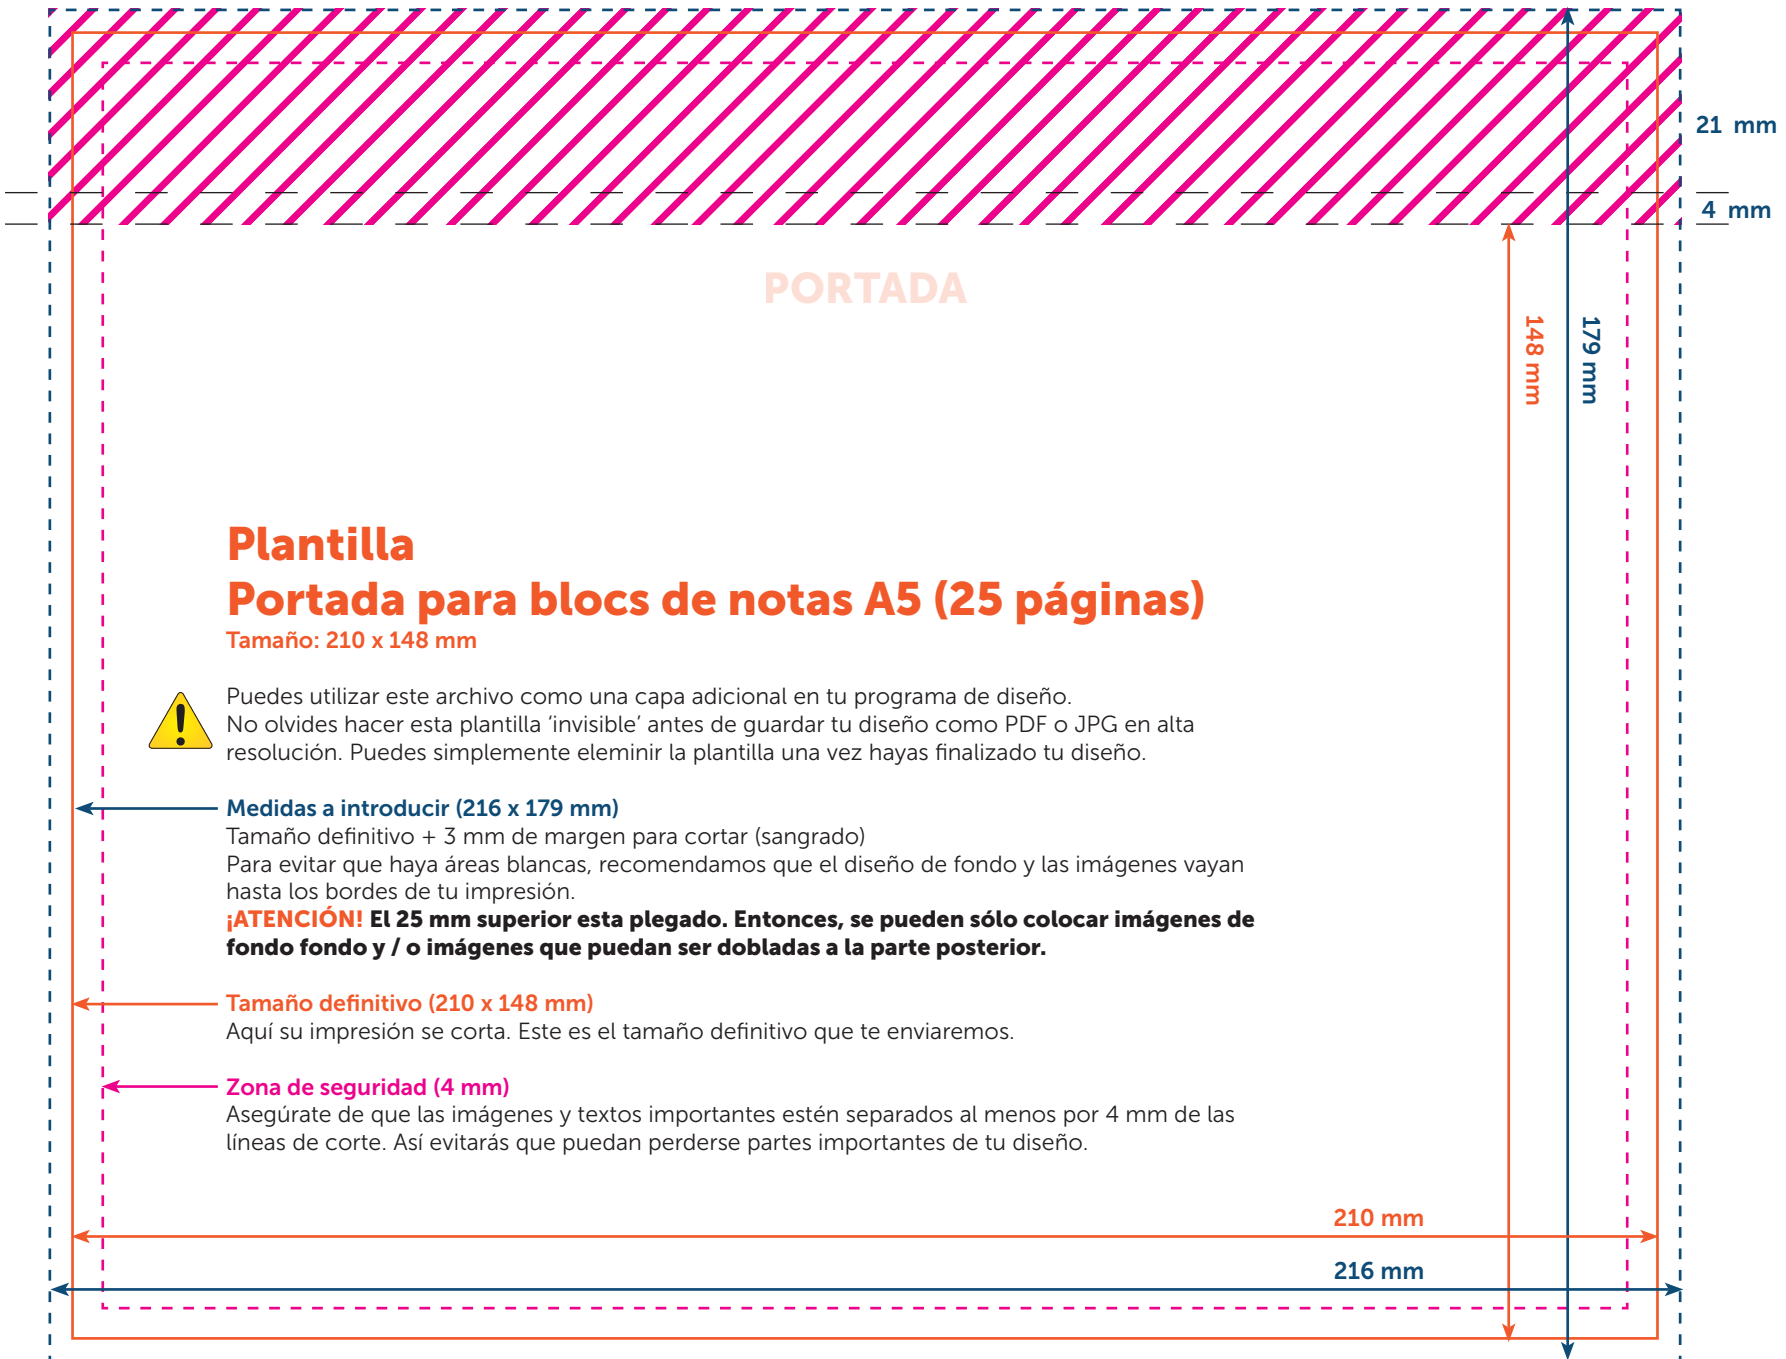 21 mm
4 mm
PORTADA
148 mm
179 mm
Plantilla
Portada para blocs de notas A5 (25 páginas)
Tamaño: 210 x 148 mm
Puedes utilizar este archivo como una capa adicional en tu programa de diseño.
No olvides hacer esta plantilla ‘invisible’ antes de guardar tu diseño como PDF o JPG en alta
resolución. Puedes simplemente eleminir la plantilla una vez hayas finalizado tu diseño.
Medidas a introducir (216 x 179 mm)
Tamaño definitivo + 3 mm de margen para cortar (sangrado)
Para evitar que haya áreas blancas, recomendamos que el diseño de fondo y las imágenes vayan
hasta los bordes de tu impresión.
¡ATENCIÓN! El 25 mm superior esta plegado. Entonces, se pueden sólo colocar imágenes de
fondo fondo y / o imágenes que puedan ser dobladas a la parte posterior.
Tamaño definitivo (210 x 148 mm)
Aquí su impresión se corta. Este es el tamaño definitivo que te enviaremos.
Zona de seguridad (4 mm)
Asegúrate de que las imágenes y textos importantes estén separados al menos por 4 mm de las
líneas de corte. Así evitarás que puedan perderse partes importantes de tu diseño.
210 mm
216 mm